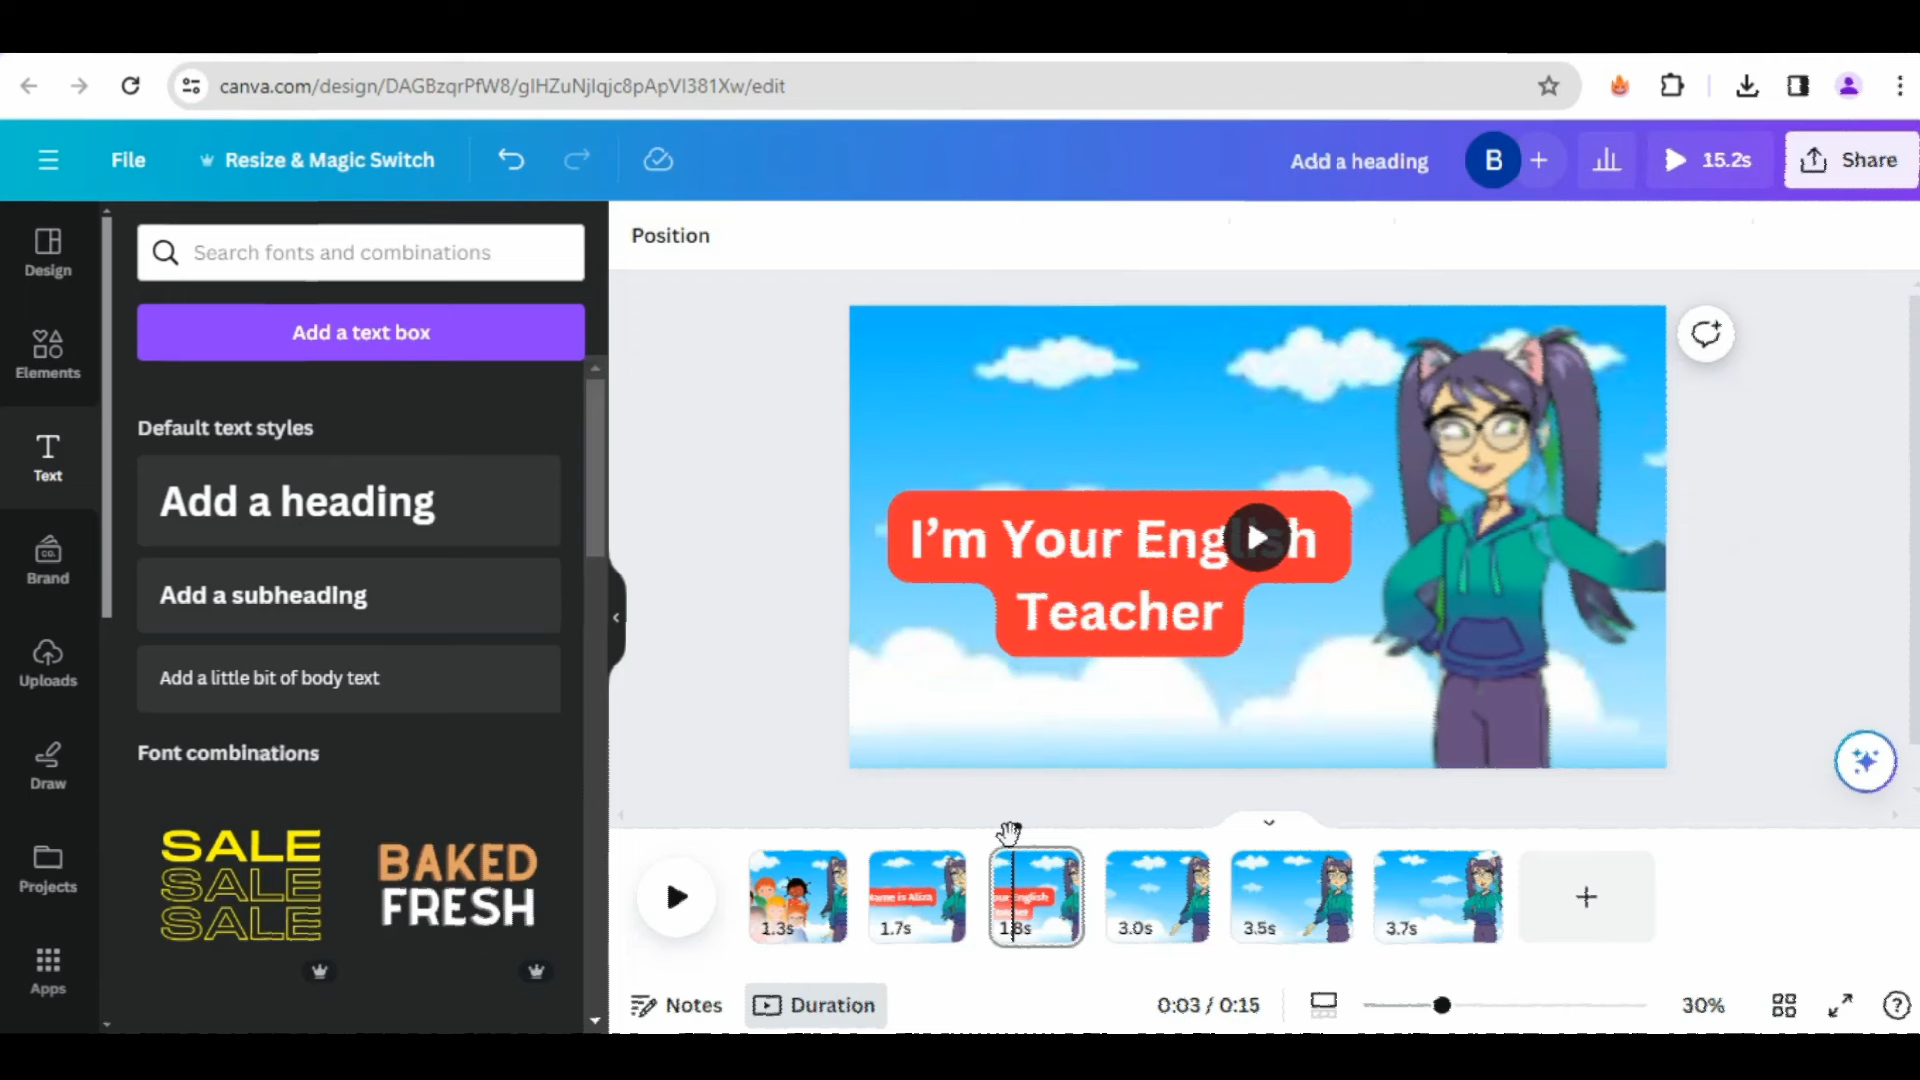 canva.com/design/DAGBzqrPfW8/gIHZuNjIqjc8pApVI381Xw/edit
File
Resize & Magic Switch
Add a heading
B
15.2s
Share
Design
Elements
Text
Brand
Uploads
Draw
Projects
Apps
Search fonts and combinations
Add a text box
Default text styles
Add a heading
Add a subheading
Add a little bit of body text
Font combinations
SALE
SALE
SALE
BAKED
FRESH
Position
I'm Your English
Teacher
1.3s
1.7s
1.8s
3.0s
3.5s
3.7s
Notes
Duration
0:03 / 0:15
30%